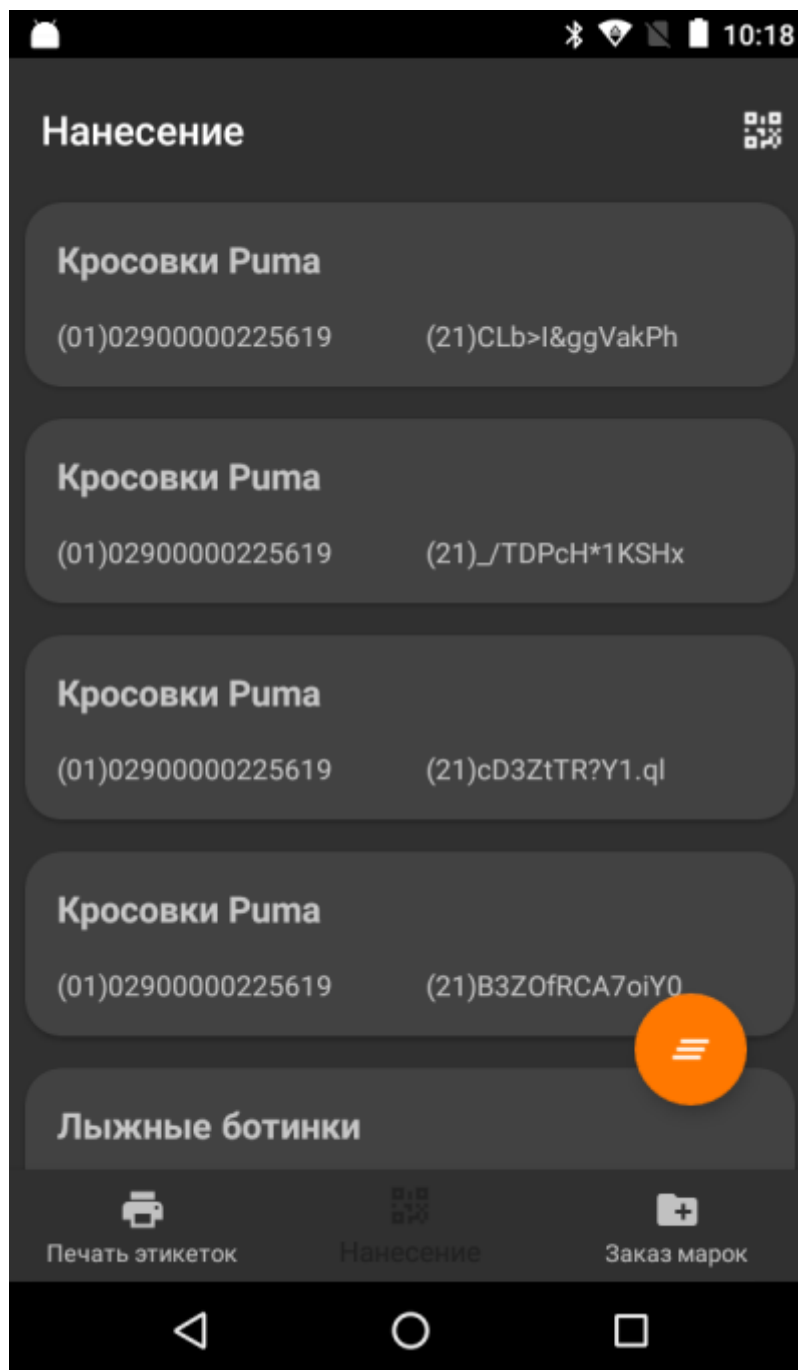 10:18
Нанесение
Кросовки Puma
(01)02900000225619 (21)CLb>I&ggVakPh
Кросовки Puma
(01)02900000225619 (21)_/TDPcH*1KSHx
Кросовки Puma
(01)02900000225619 (21)cD3ZtTR?Y1.ql
Кросовки Puma
(01)02900000225619 (21)B3ZOfRCA7oiY0
Лыжные ботинки
Печать этикеток Нанесение Заказ марок